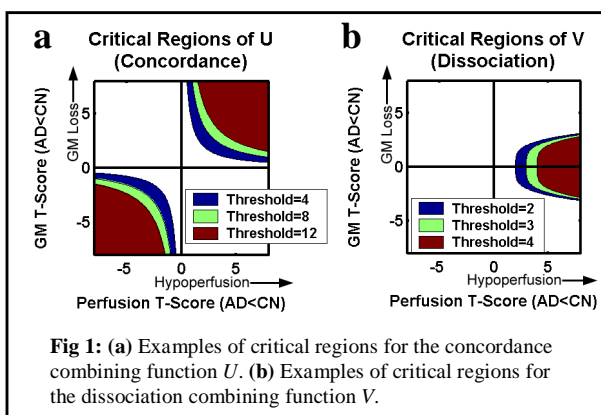 a
Critical Regions of U
(Concordance)
GM T-Score (AD<CN)
GM Loss
5
0
-5
Threshold=4
Threshold=8
Threshold=12
-5 0 5
Hypoperfusion
Perfusion T-Score (AD<CN)
b
Critical Regions of V
(Dissociation)
GM T-Score (AD<CN)
GM Loss
5
0
-5
Threshold=2
Threshold=3
Threshold=4
-5 0 5
Hypoperfusion
Perfusion T-Score (AD<CN)
Fig 1: (a) Examples of critical regions for the concordance
combining function U. (b) Examples of critical regions for
the dissociation combining function V.